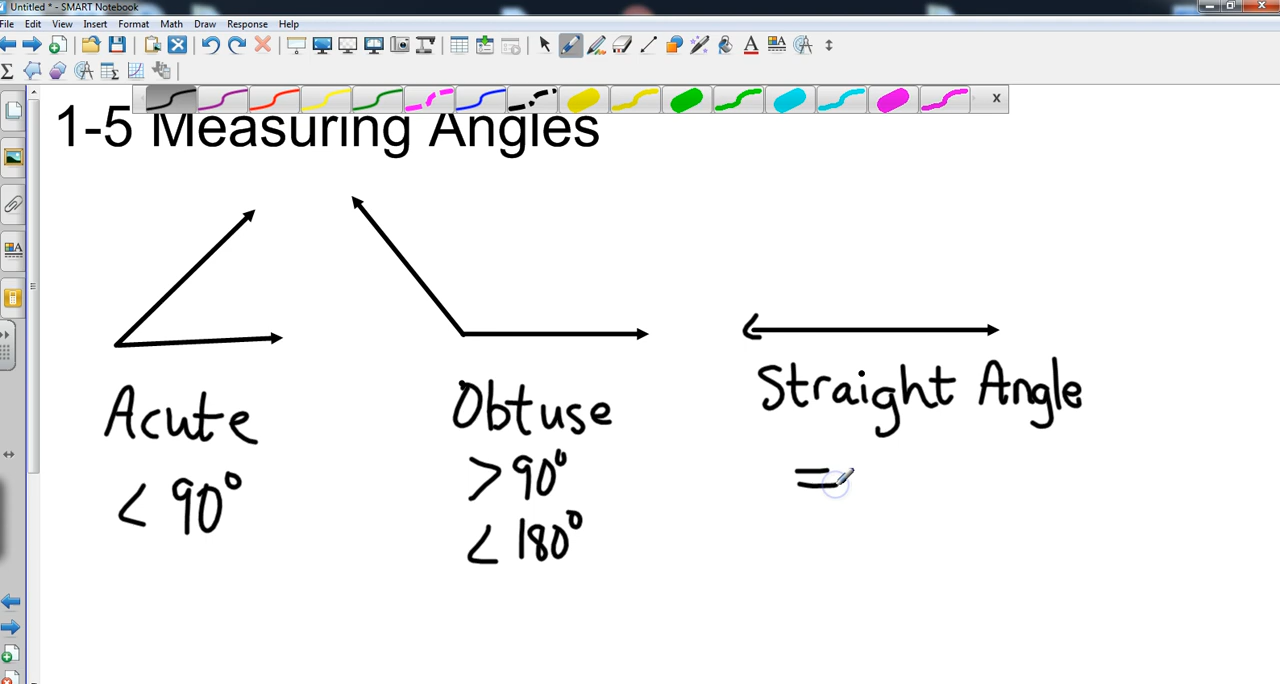 Untitled * - SMART Notebook
File Edit View Insert Format Math Draw Response Help
1-5 Measuring Angles
Acute
< 90°
Obtuse
> 90°
< 180°
Straight Angle
=